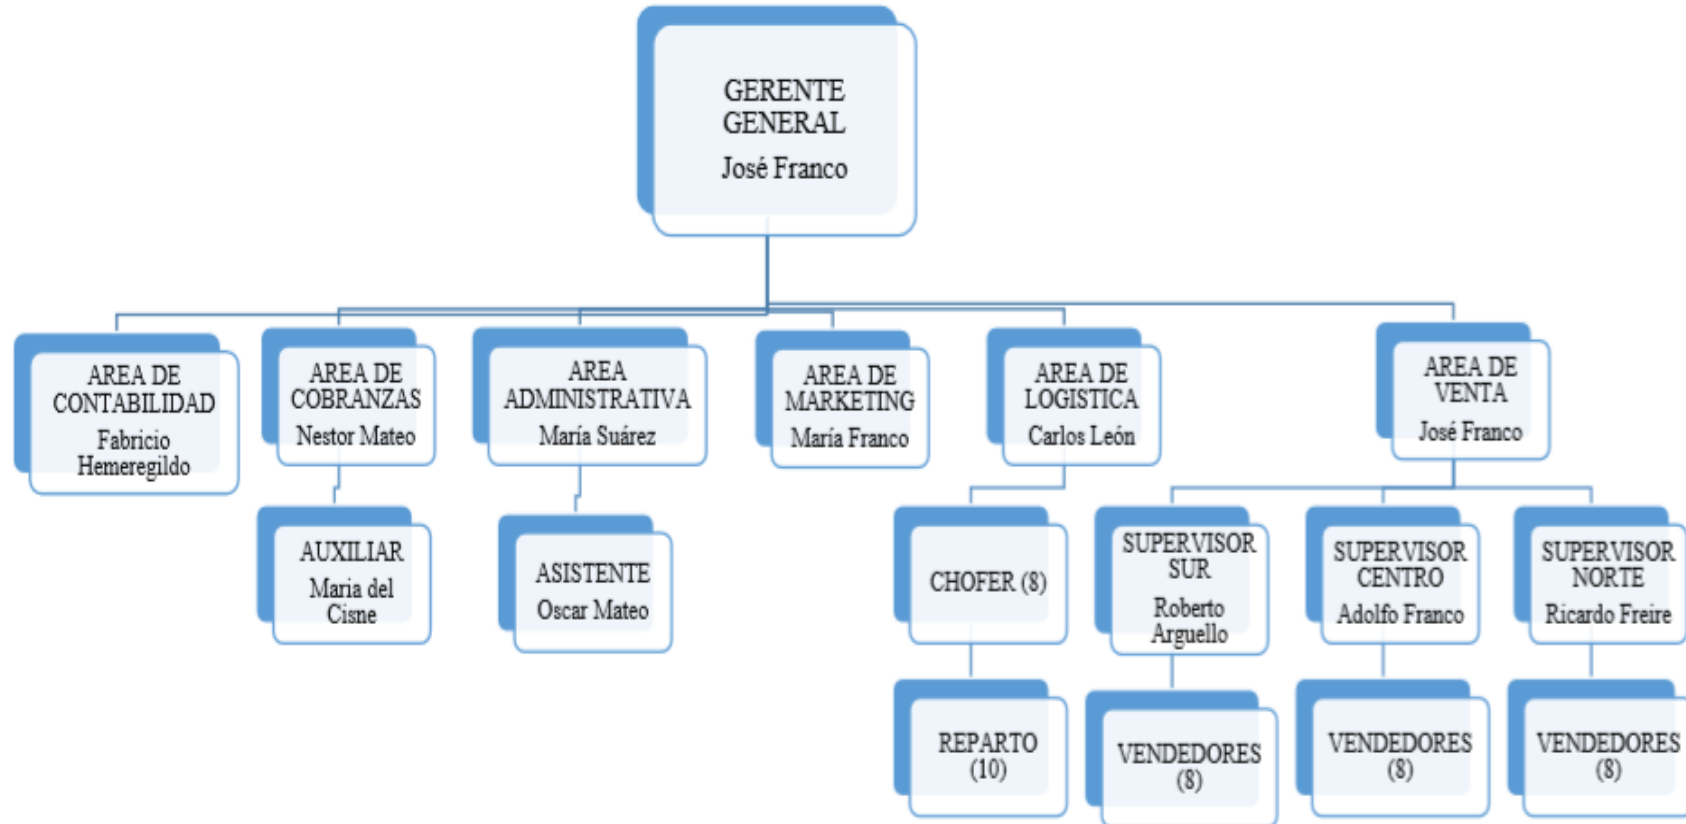 GERENTE
GENERAL
José Franco
AREA DE
CONTABILIDAD
Fabricio
Hemeregildo
AREA DE
COBRANZAS
Nestor Mateo
AREA
ADMINISTRATIVA
María Suárez
AREA DE
MARKETING
María Franco
AREA DE
LOGISTICA
Carlos León
AREA DE
VENTA
José Franco
AUXILIAR
Maria del
Cisne
ASISTENTE
Oscar Mateo
CHOFER (8)
SUPERVISOR
SUR
Roberto
Arguello
SUPERVISOR
CENTRO
Adolfo Franco
SUPERVISOR
NORTE
Ricardo Freire
REPARTO
(10)
VENDEDORES
(8)
VENDEDORES
(8)
VENDEDORES
(8)